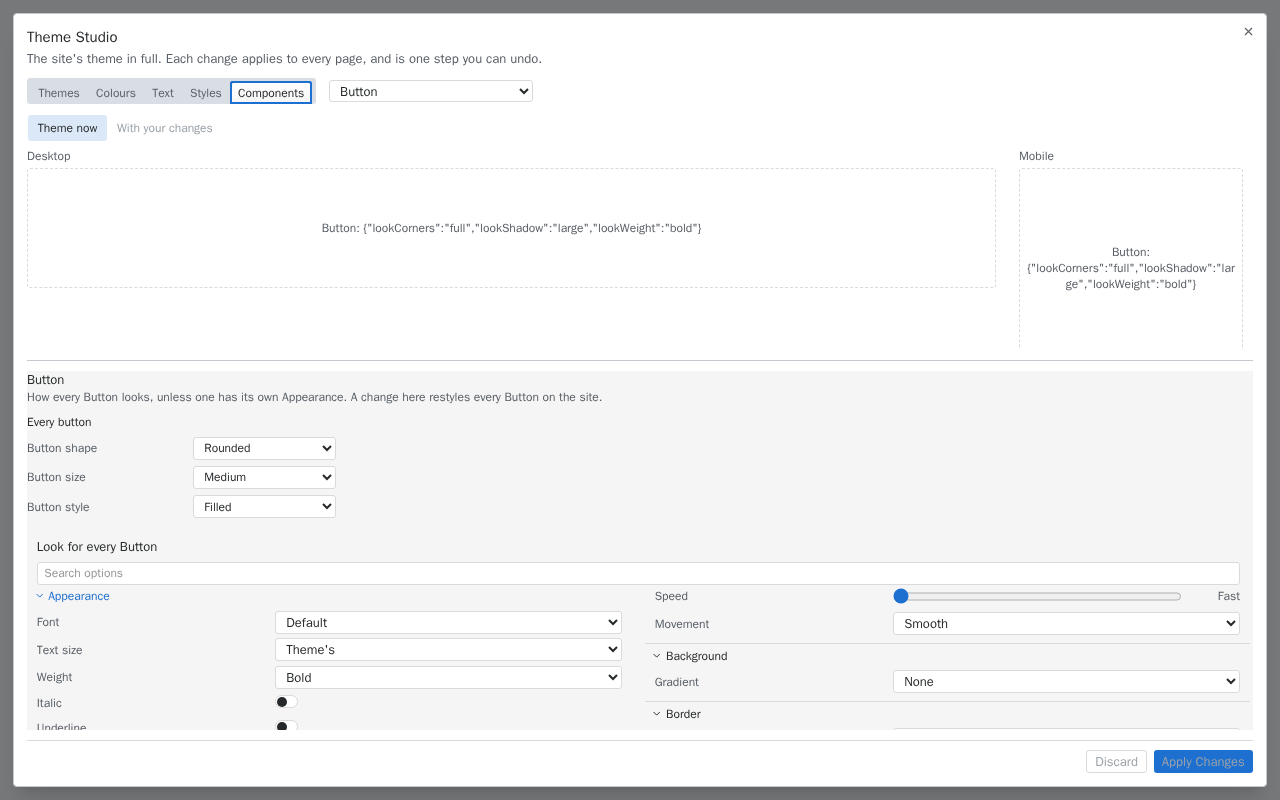 Theme Studio
×
The site's theme in full. Each change applies to every page, and is one step you can undo.
Themes Colours Text Styles Components Button
Theme now With your changes
Desktop Mobile
Button: {"lookCorners":"full","lookShadow":"large","lookWeight":"bold"}
Button:
{"lookCorners":"full","lookShadow":"lar
ge","lookWeight":"bold"}
Button
How every Button looks, unless one has its own Appearance. A change here restyles every Button on the site.
Every button
Button shape Rounded
Button size Medium
Button style Filled
Look for every Button
Search options
Appearance
Font Default
Text size Theme's
Weight Bold
Italic
Underline
Speed Fast
Movement Smooth
Background
Gradient None
Border
Discard Apply Changes